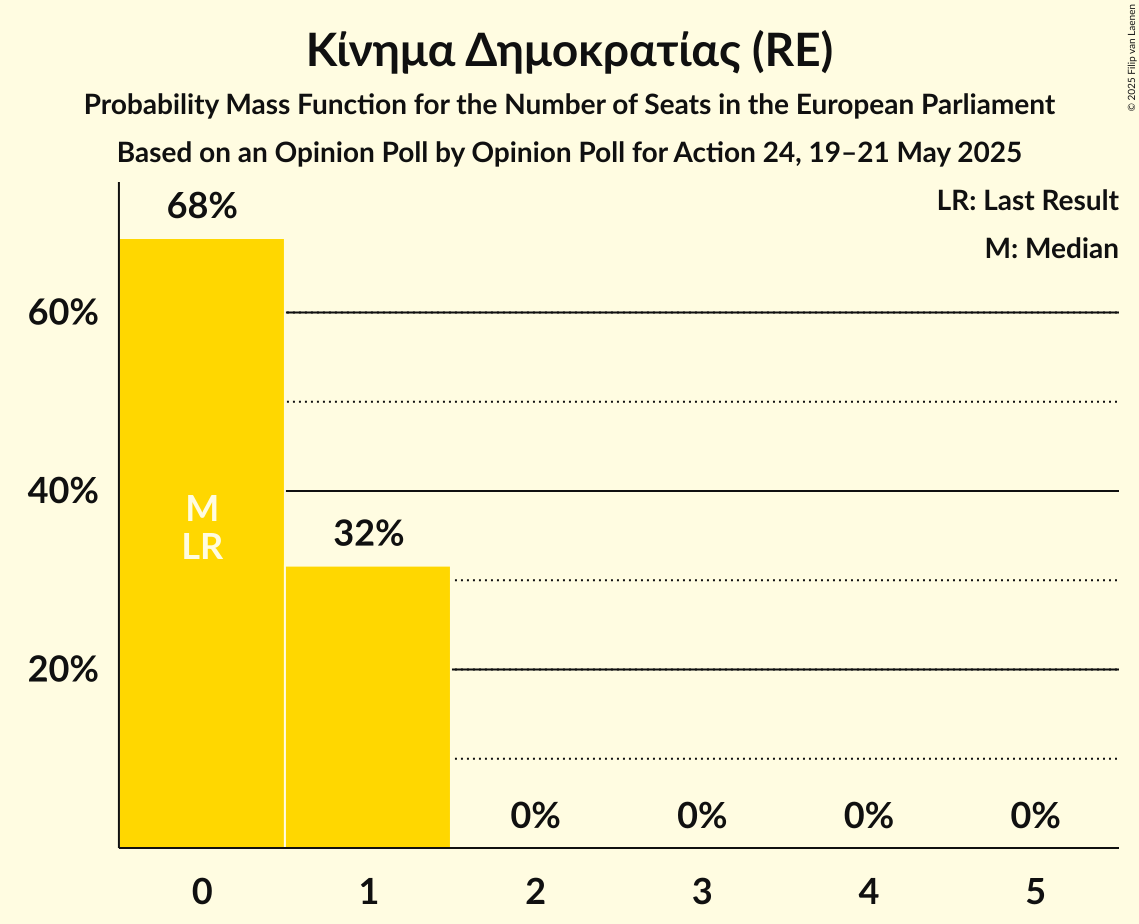 Κίνημα Δημοκρατίας (RE)
Probability Mass Function for the Number of Seats in the European Parliament
Based on an Opinion Poll by Opinion Poll for Action 24, 19–21 May 2025
© 2025 Filip van Laenen
LR: Last Result
M: Median
68%
60%
40%
20%
M
LR
32%
0% 0% 0% 0%
0 1 2 3 4 5